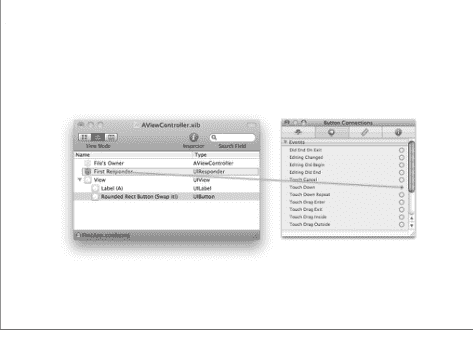 AViewController.xib
View Mode Inspector Search Field
Name Type
File's Owner AViewController
First Responder UIResponder
View UIView
Label (A) UILabel
Rounded Rect Button (Swap It!) UIButton
Button Connections
Events
Did End On Exit
Editing Changed
Editing Did Begin
Editing Did End
Touch Cancel
Touch Down
Touch Down Repeat
Touch Drag Enter
Touch Drag Exit
Touch Drag Inside
Touch Drag Outside